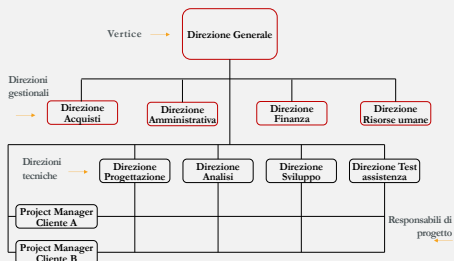 Vertice
Direzione Generale
Direzioni
gestionali
Direzione
Acquisti
Direzione
Amministrativa
Direzione
Finanza
Direzione
Risorse umane
Direzioni
tecniche
Direzione
Progettazione
Direzione
Analisi
Direzione
Sviluppo
Direzione Test
assistenza
Project Manager
Cliente A
Responsabili di
progetto
Project Manager
Cliente B